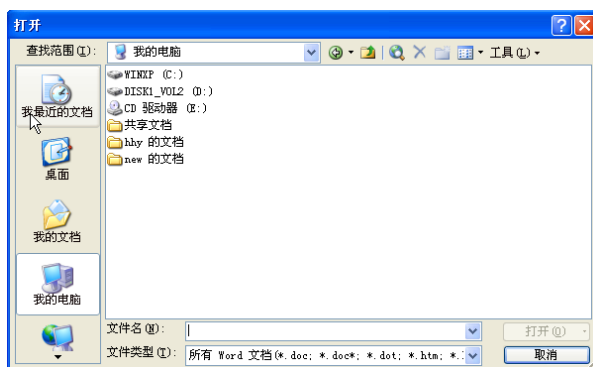 打开
查找范围(I):
我的电脑
工具(L)
我最近的文档
桌面
我的文档
我的电脑
WINXP (C:)
DISK1_VOL2 (D:)
CD 驱动器 (E:)
共享文档
hhy 的文档
new 的文档
文件名(N):
打开(O)
文件类型(T):
所有 Word 文档(*.doc; *.doc*; *.dot; *.htm; *.
取消